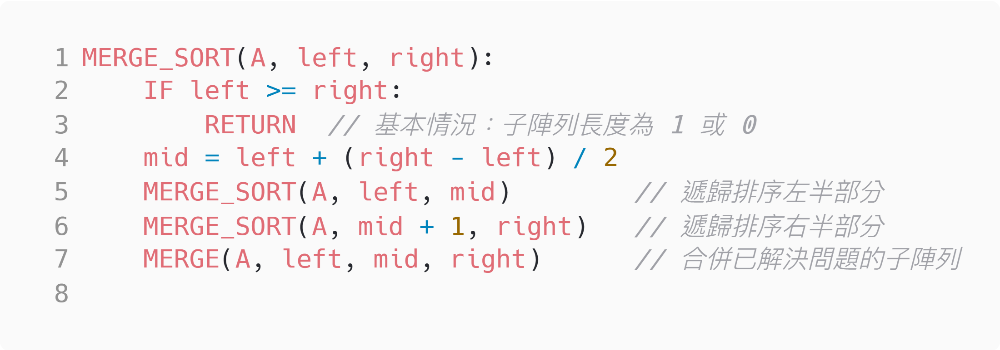 1 MERGE_SORT(A, left, right):
2     IF left >= right:
3         RETURN  // 基本情況：子陣列長度為 1 或 0
4     mid = left + (right - left) / 2
5     MERGE_SORT(A, left, mid)        // 遞歸排序左半部分
6     MERGE_SORT(A, mid + 1, right)   // 遞歸排序右半部分
7     MERGE(A, left, mid, right)      // 合併已解決問題的子陣列
8